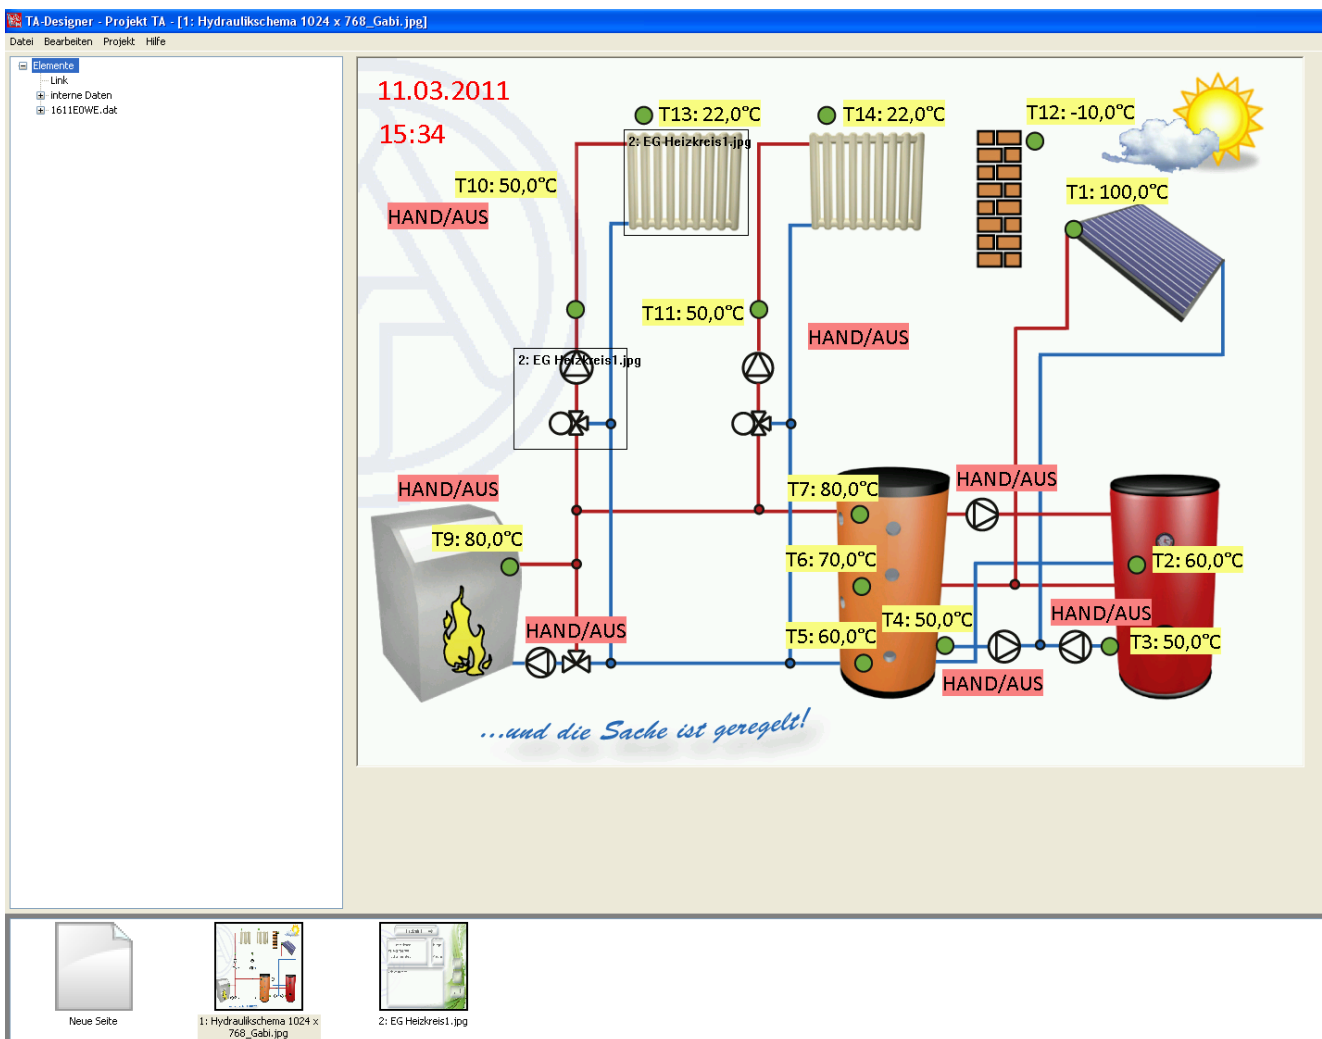 TA-Designer - Projekt TA - [1: Hydraulikschema 1024 x 768_Gabi.jpg]
Datei Bearbeiten Projekt Hilfe
Elemente
Link
interne Daten
1611E0WE.dat
11.03.2011
15:34
T13: 22,0°C
T14: 22,0°C
T12: -10,0°C
2: EG Heizkreis1.jpg
T10: 50,0°C
T1: 100,0°C
HAND/AUS
T11: 50,0°C
HAND/AUS
2: EG Heizkreis1.jpg
HAND/AUS
T7: 80,0°C
HAND/AUS
T9: 80,0°C
T6: 70,0°C
T2: 60,0°C
HAND/AUS
T4: 50,0°C
HAND/AUS
T5: 60,0°C
T3: 50,0°C
HAND/AUS
...und die Sache ist geregelt!
Neue Seite
1: Hydraulikschema 1024 x
768_Gabi.jpg
2: EG Heizkreis1.jpg